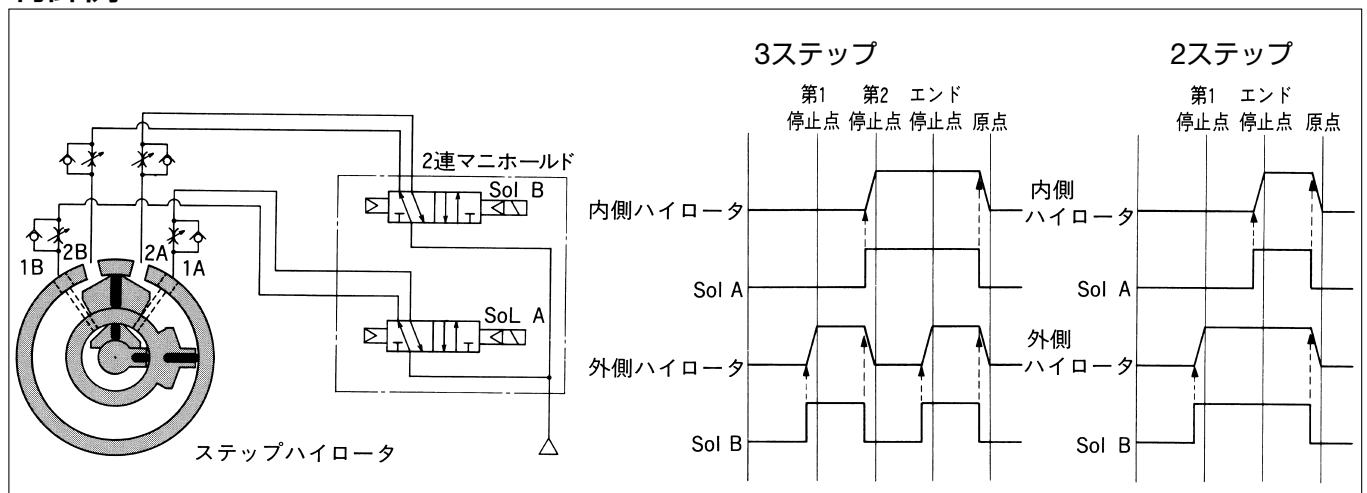 2連マニホールド
Sol B
SoL A
1B
2B
2A
1A
ステップハイロータ
3ステップ
第1 第2 エンド
停止点 停止点 停止点 原点
内側ハイロータ
Sol A
外側ハイロータ
Sol B
2ステップ
第1 エンド
停止点 停止点 原点
内側
ハイロータ
Sol A
外側
ハイロータ
Sol B